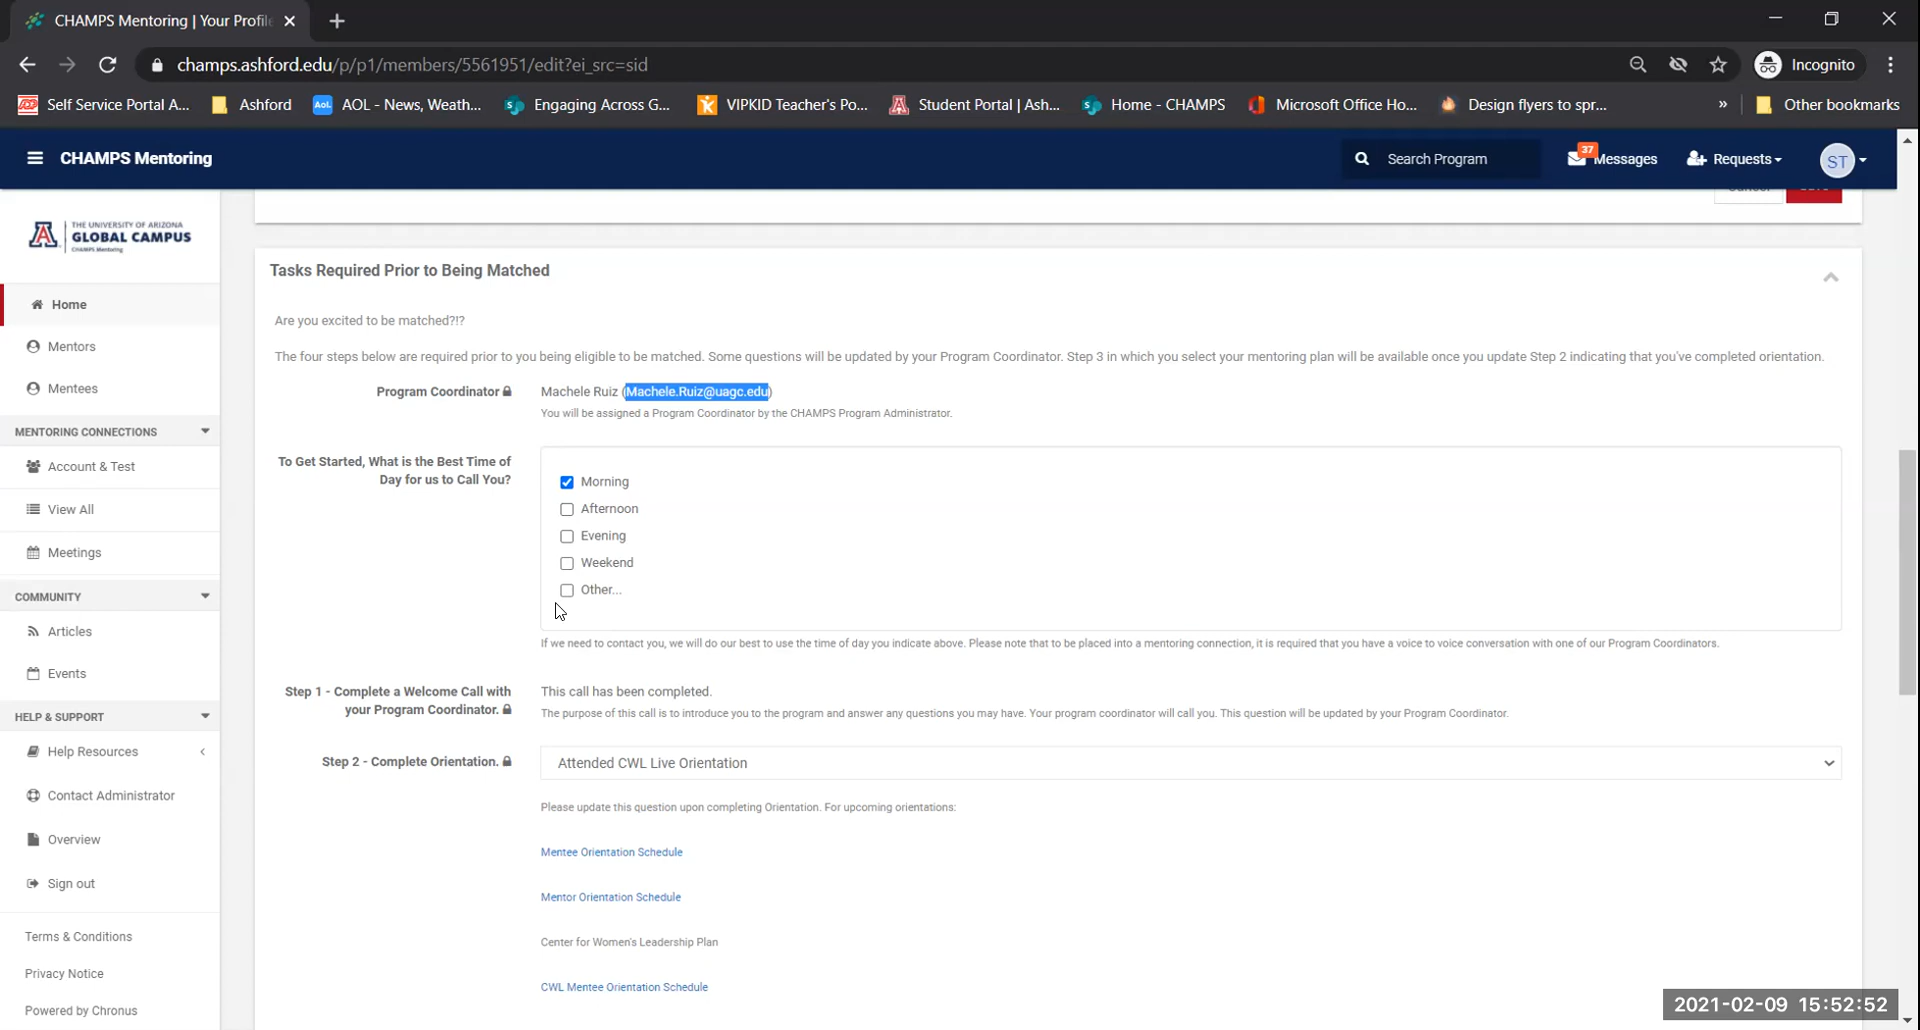 CHAMPS Mentoring | Your Profile
champs.ashford.edu/p/p1/members/5561951/edit?ei_src=sid
Incognito
Self Service Portal A...
Ashford
Aol.
AOL - News, Weath...
Engaging Across G...
VIPKID Teacher's Po...
Student Portal | Ash...
Home - CHAMPS
Microsoft Office Ho...
Design flyers to spr...
»
Other bookmarks
CHAMPS Mentoring
Search Program
37
Messages
Requests
ST
THE UNIVERSITY OF ARIZONA
GLOBAL CAMPUS
CHAMPS Mentoring
Home
Mentors
Mentees
MENTORING CONNECTIONS
Account & Test
View All
Meetings
COMMUNITY
Articles
Events
HELP & SUPPORT
Help Resources
Contact Administrator
Overview
Sign out
Terms & Conditions
Privacy Notice
Powered by Chronus
Tasks Required Prior to Being Matched
Are you excited to be matched?!?
The four steps below are required prior to you being eligible to be matched. Some questions will be updated by your Program Coordinator. Step 3 in which you select your mentoring plan will be available once you update Step 2 indicating that you've completed orientation.
Program Coordinator
Machele Ruiz (Machele.Ruiz@uagc.edu)
You will be assigned a Program Coordinator by the CHAMPS Program Administrator.
To Get Started, What is the Best Time of
Day for us to Call You?
Morning
Afternoon
Evening
Weekend
Other...
If we need to contact you, we will do our best to use the time of day you indicate above. Please note that to be placed into a mentoring connection, it is required that you have a voice to voice conversation with one of our Program Coordinators.
Step 1 - Complete a Welcome Call with
your Program Coordinator.
This call has been completed.
The purpose of this call is to introduce you to the program and answer any questions you may have. Your program coordinator will call you. This question will be updated by your Program Coordinator.
Step 2 - Complete Orientation.
Attended CWL Live Orientation
Please update this question upon completing Orientation. For upcoming orientations:
Mentee Orientation Schedule
Mentor Orientation Schedule
Center for Women's Leadership Plan
CWL Mentee Orientation Schedule
2021-02-09 15:52:52